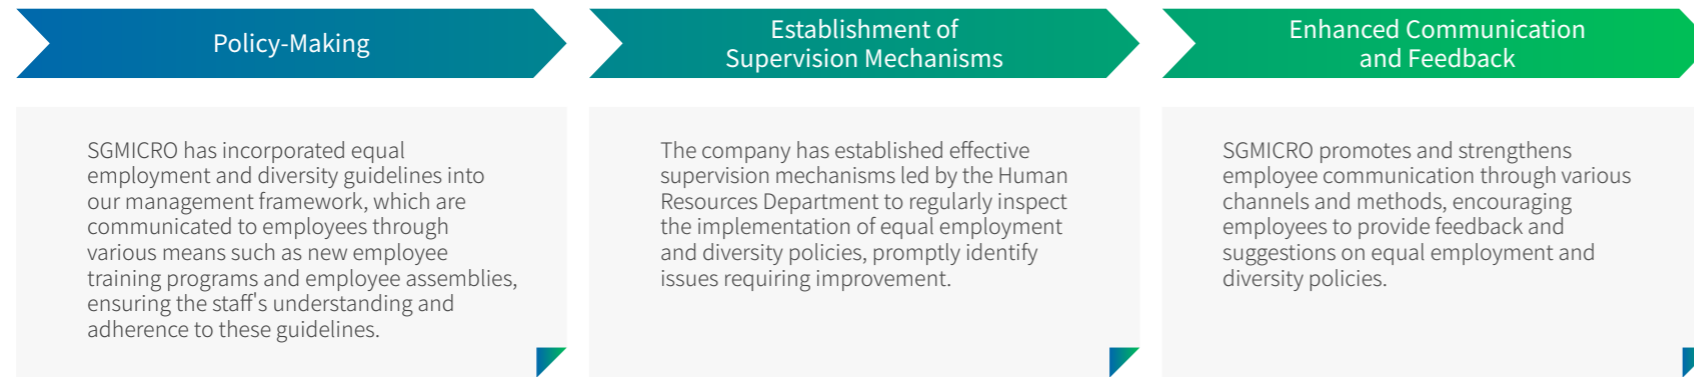 Policy-Making
SGMICRO has incorporated equal
employment and diversity guidelines into
our management framework, which are
communicated to employees through
various means such as new employee
training programs and employee assemblies,
ensuring the staff's understanding and
adherence to these guidelines.
Establishment of
Supervision Mechanisms
The company has established effective
supervision mechanisms led by the Human
Resources Department to regularly inspect
the implementation of equal employment
and diversity policies, promptly identify
issues requiring improvement.
Enhanced Communication
and Feedback
SGMICRO promotes and strengthens
employee communication through various
channels and methods, encouraging
employees to provide feedback and
suggestions on equal employment and
diversity policies.